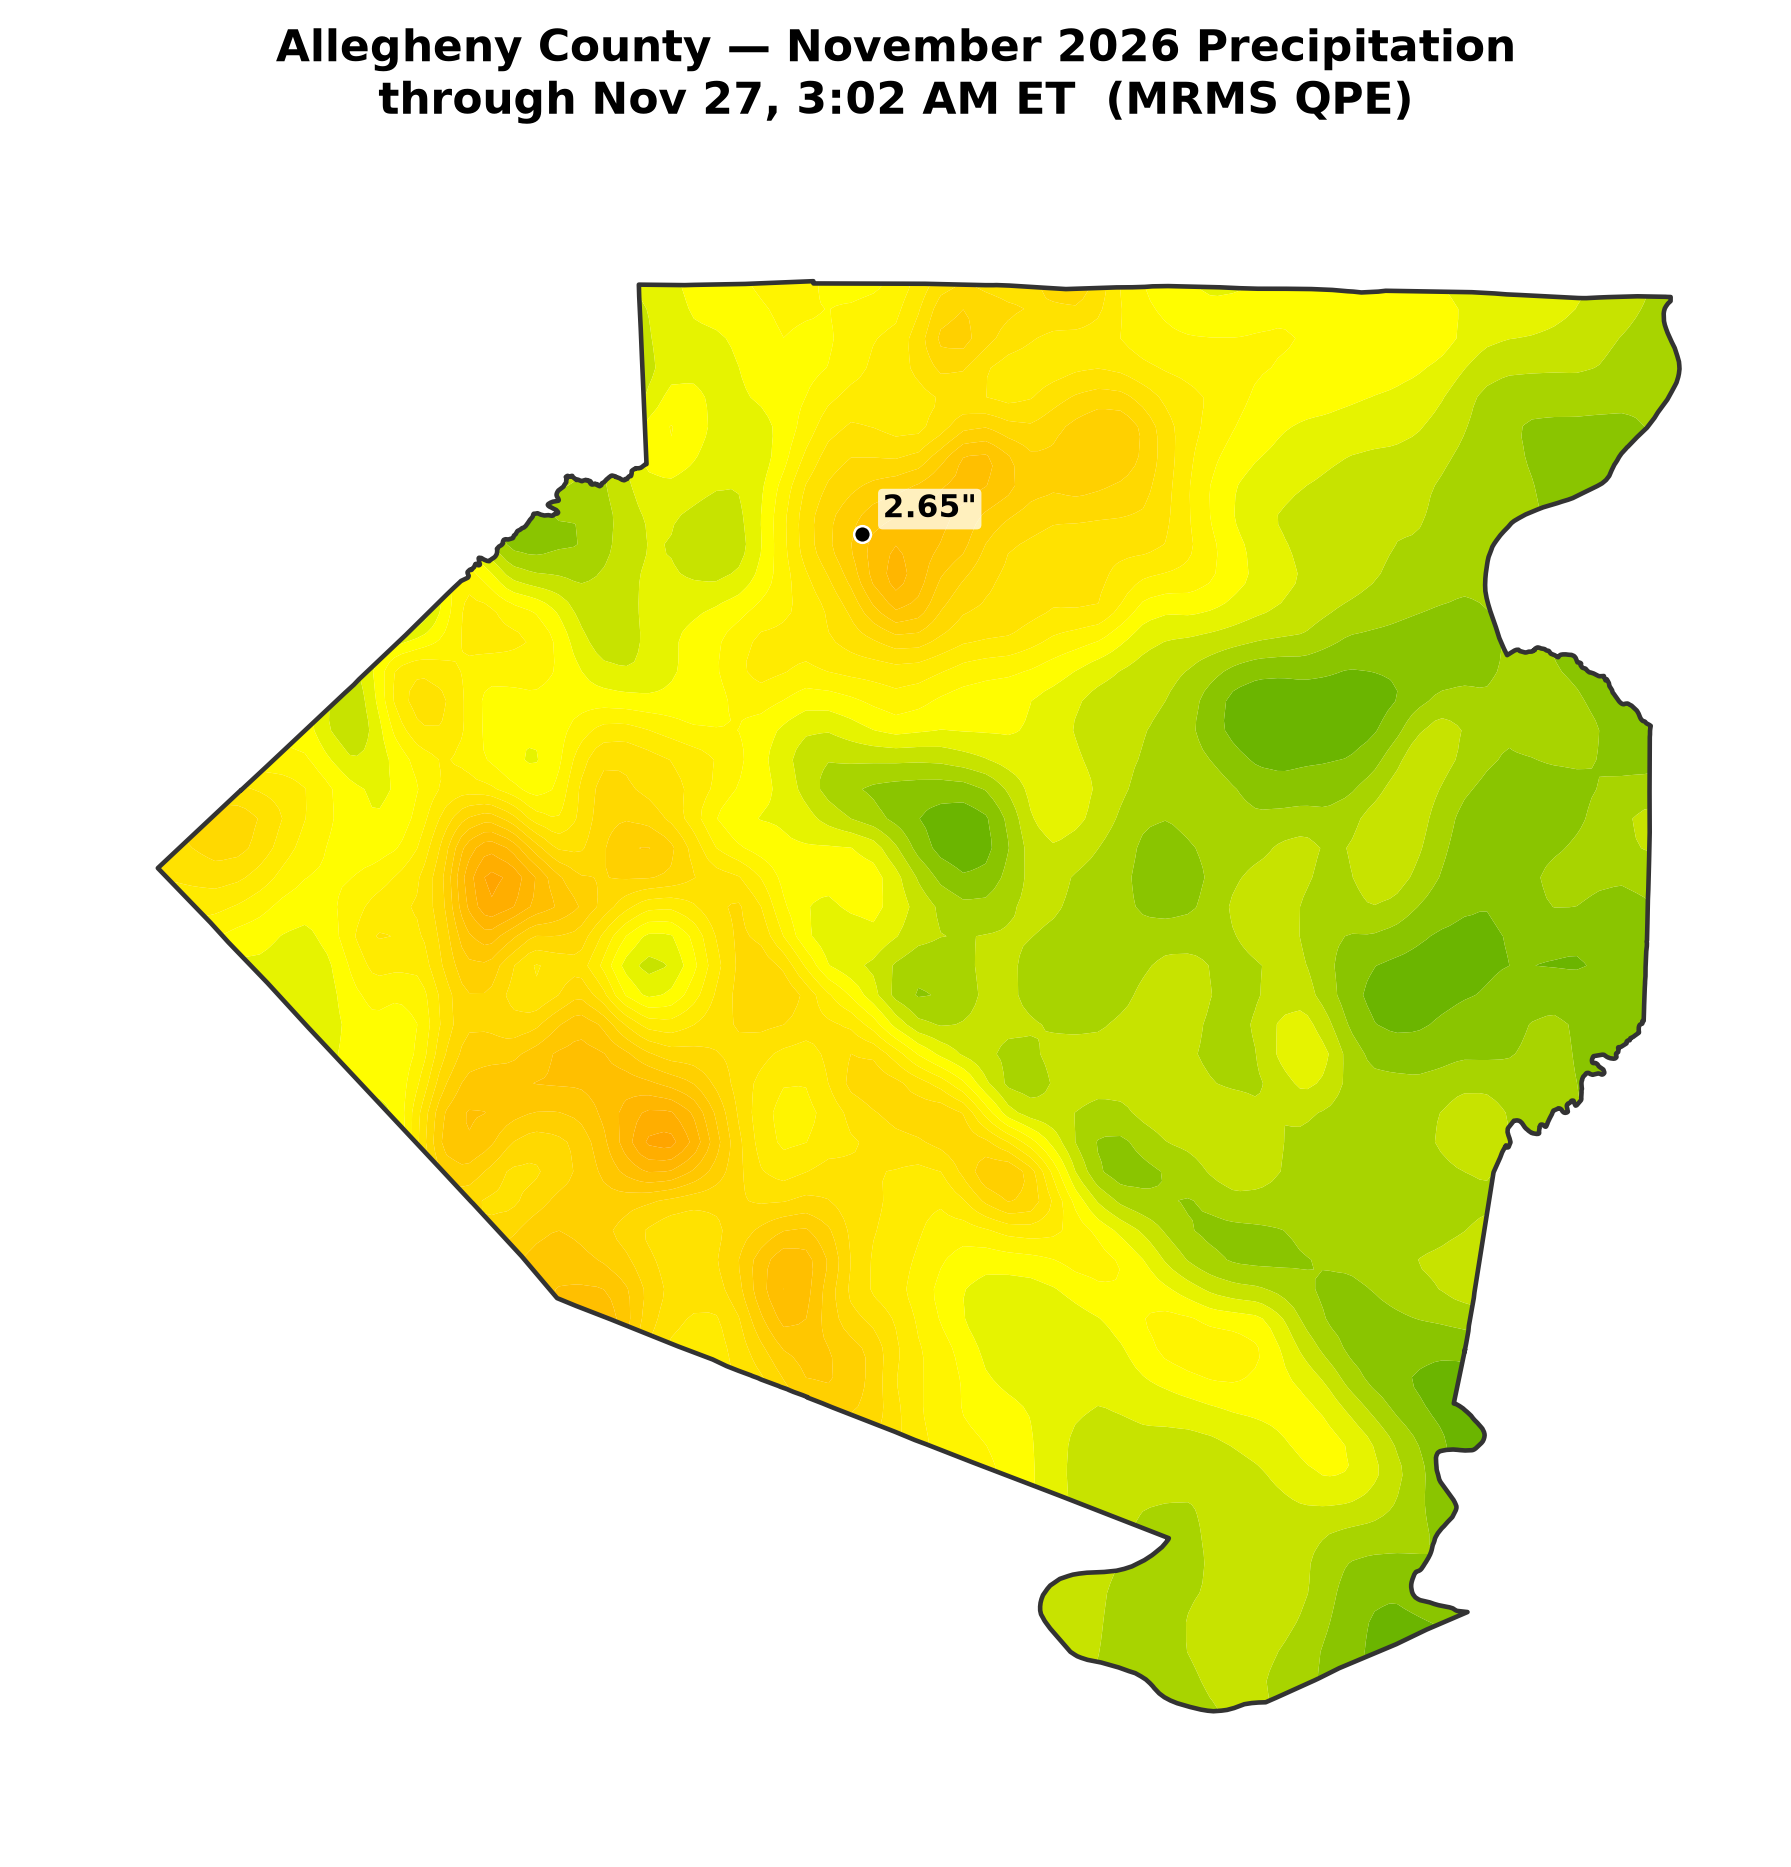 Allegheny County — November 2026 Precipitation
through Nov 27, 3:02 AM ET (MRMS QPE)
2.65"